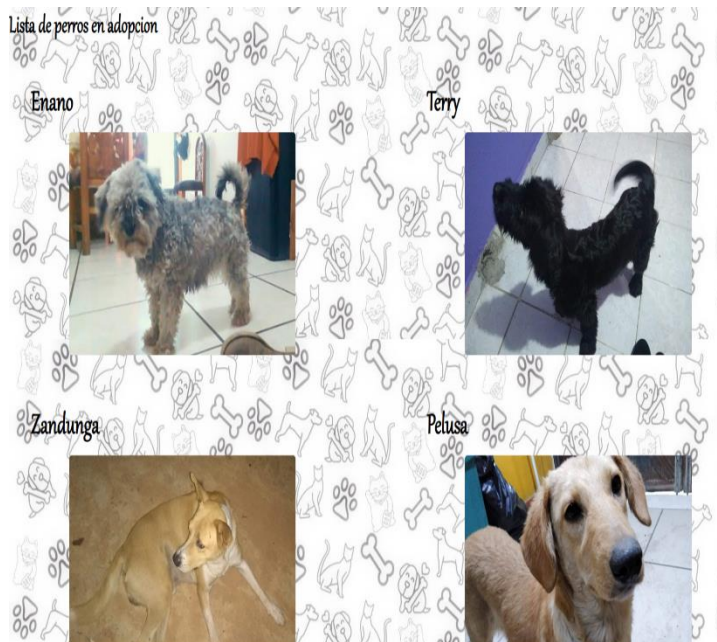 Lista de perros en adopcion
Enano
Terry
Zandunga
Pelusa